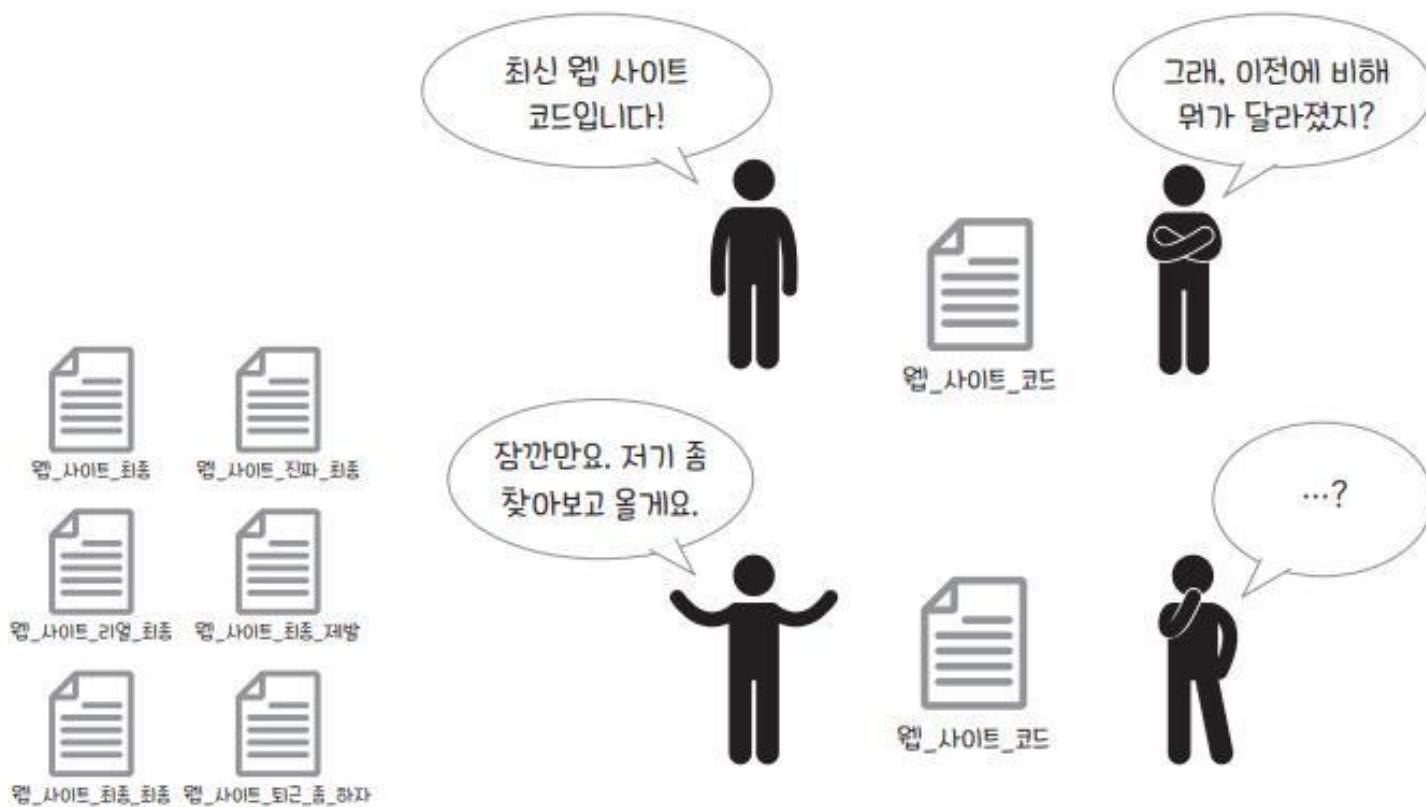 최신 웹 사이트
코드입니다!
그래, 이전에 비해
뭐가 달라졌지?
웹_사이트_코드
웹_사이트_최종
웹_사이트_진짜_최종
웹_사이트_리얼_최종
웹_사이트_최종_제발
웹_사이트_최종_최종
웹_사이트_퇴근_좀_하자
잠깐만요. 저기 좀
찾아보고 올게요.
…?
웹_사이트_코드